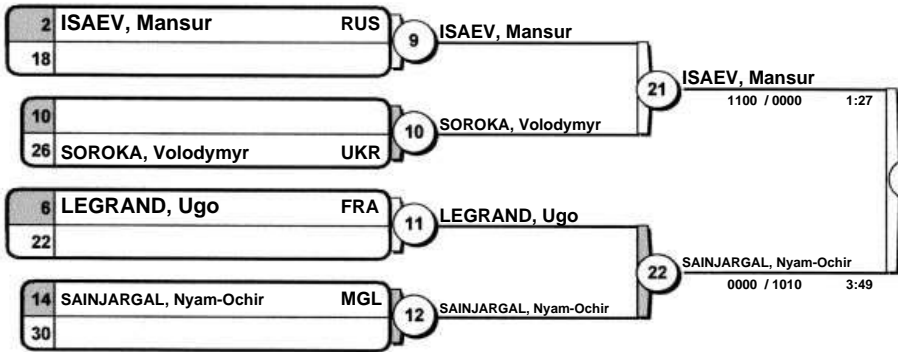 2 ISAEV, Mansur RUS
18
9
ISAEV, Mansur
10
26 SOROKA, Volodymyr UKR
10
SOROKA, Volodymyr
21
ISAEV, Mansur
1100 / 0000 1:27
6 LEGRAND, Ugo FRA
22
11
LEGRAND, Ugo
14 SAINJARGAL, Nyam-Ochir MGL
30
12
SAINJARGAL, Nyam-Ochir
22
SAINJARGAL, Nyam-Ochir
0000 / 1010 3:49